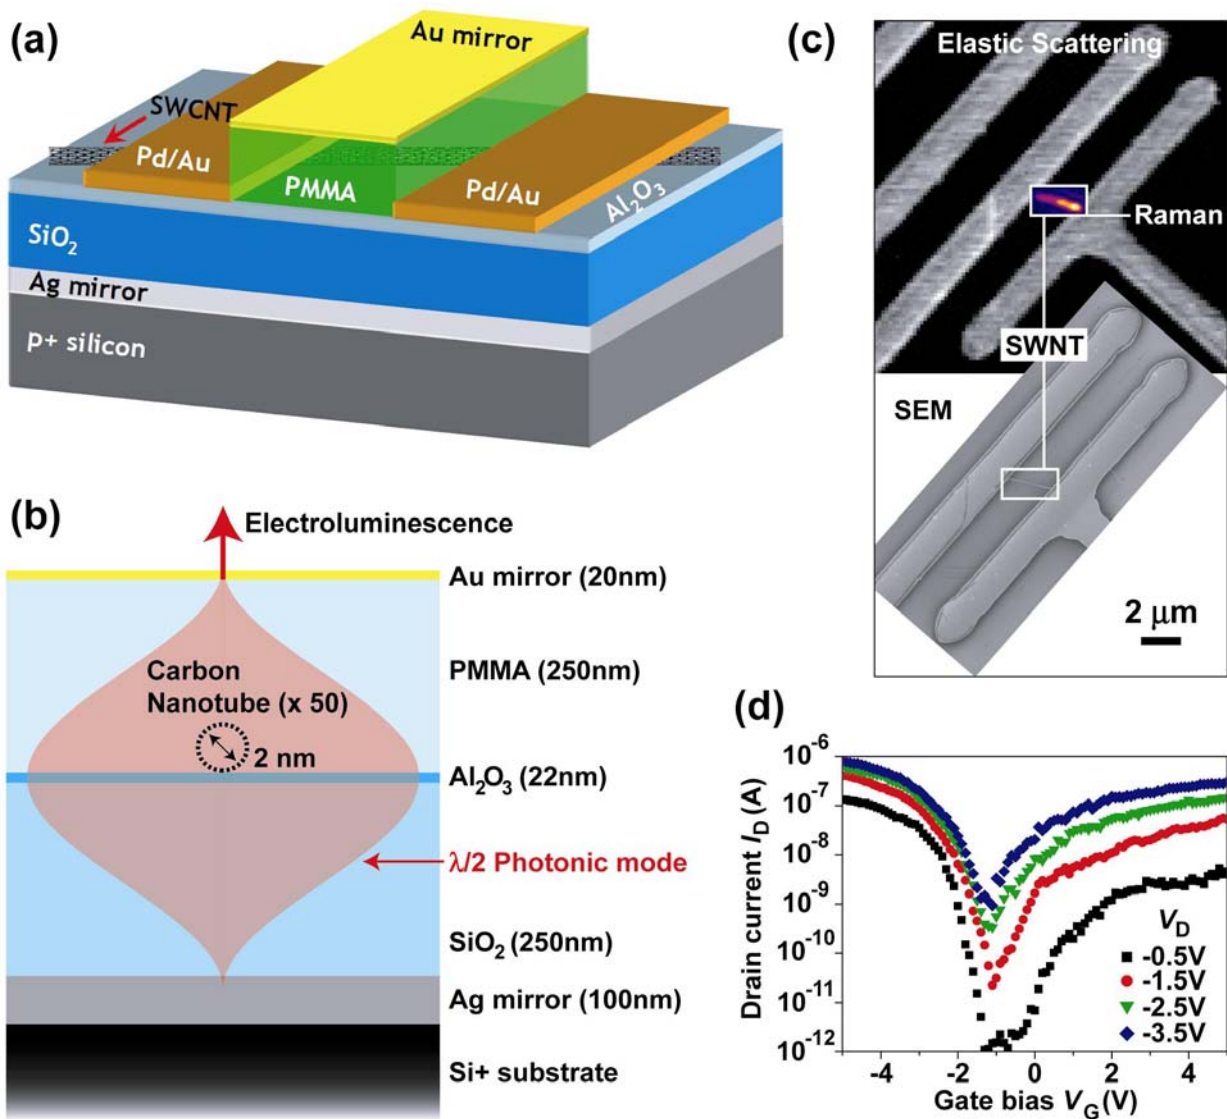 (a)
Au mirror
SWCNT
Pd/Au
PMMA
Pd/Au
Al2O3
SiO2
Ag mirror
p+ silicon
(b)
Electroluminescence
Au mirror (20nm)
Carbon
Nanotube (x 50)
PMMA (250nm)
2 nm
Al2O3 (22nm)
λ/2 Photonic mode
SiO2 (250nm)
Ag mirror (100nm)
Si+ substrate
(c)
Elastic Scattering
Raman
SWNT
SEM
2 μm
(d)
Drain current ID (A)
10-6
10-7
10-8
10-9
10-10
10-11
10-12
VD
-0.5V
-1.5V
-2.5V
-3.5V
-4 -2 0 2 4
Gate bias VG (V)